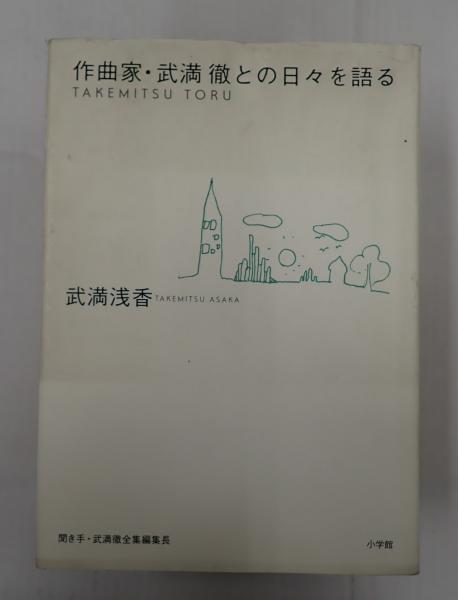 作曲家・武満 徹との日々を語る
TAKEMITSU TORU
武満浅香 TAKEMITSU ASAKA
聞き手・武満徹全集編集長
小学館